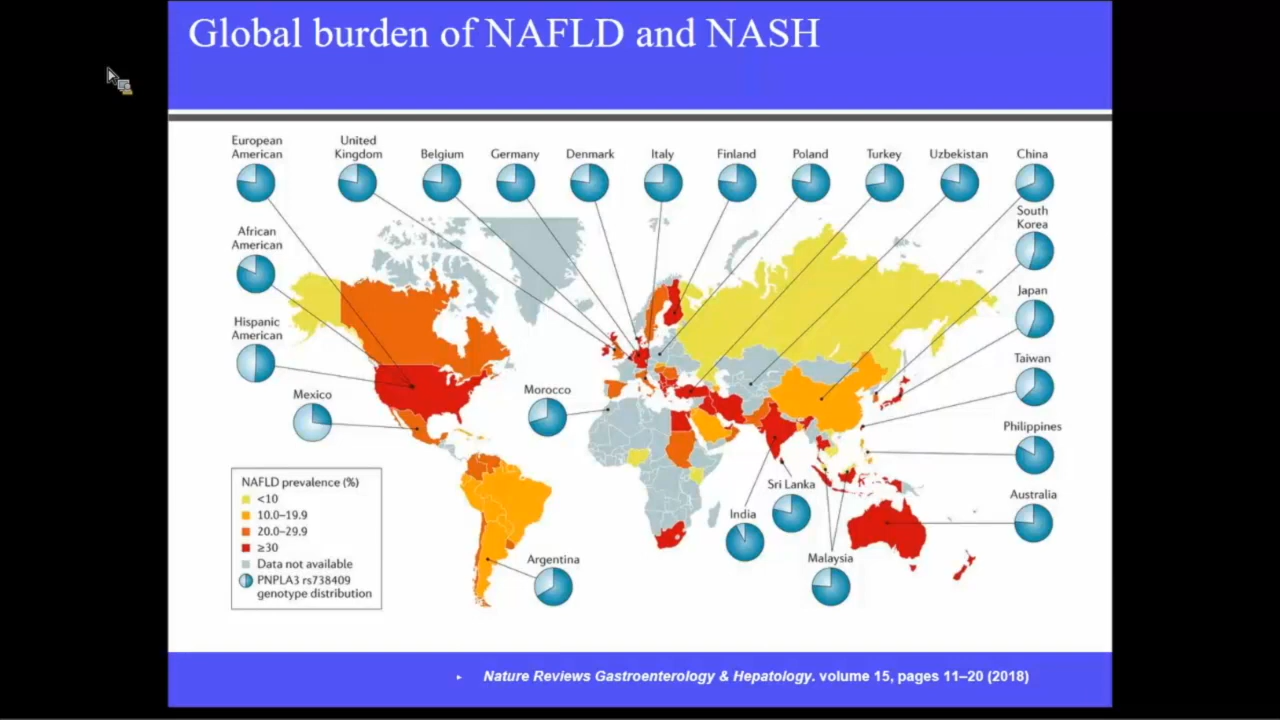 Global burden of NAFLD and NASH
European
American
United
Kingdom
Belgium
Germany
Denmark
Italy
Finland
Poland
Turkey
Uzbekistan
China
South
Korea
African
American
Japan
Hispanic
American
Taiwan
Mexico
Morocco
Philippines
NAFLD prevalence (%)
<10
10.0–19.9
20.0–29.9
≥30
Data not available
PNPLA3 rs738409
genotype distribution
Sri Lanka
Australia
India
Argentina
Malaysia
Nature Reviews Gastroenterology & Hepatology. volume 15, pages 11–20 (2018)